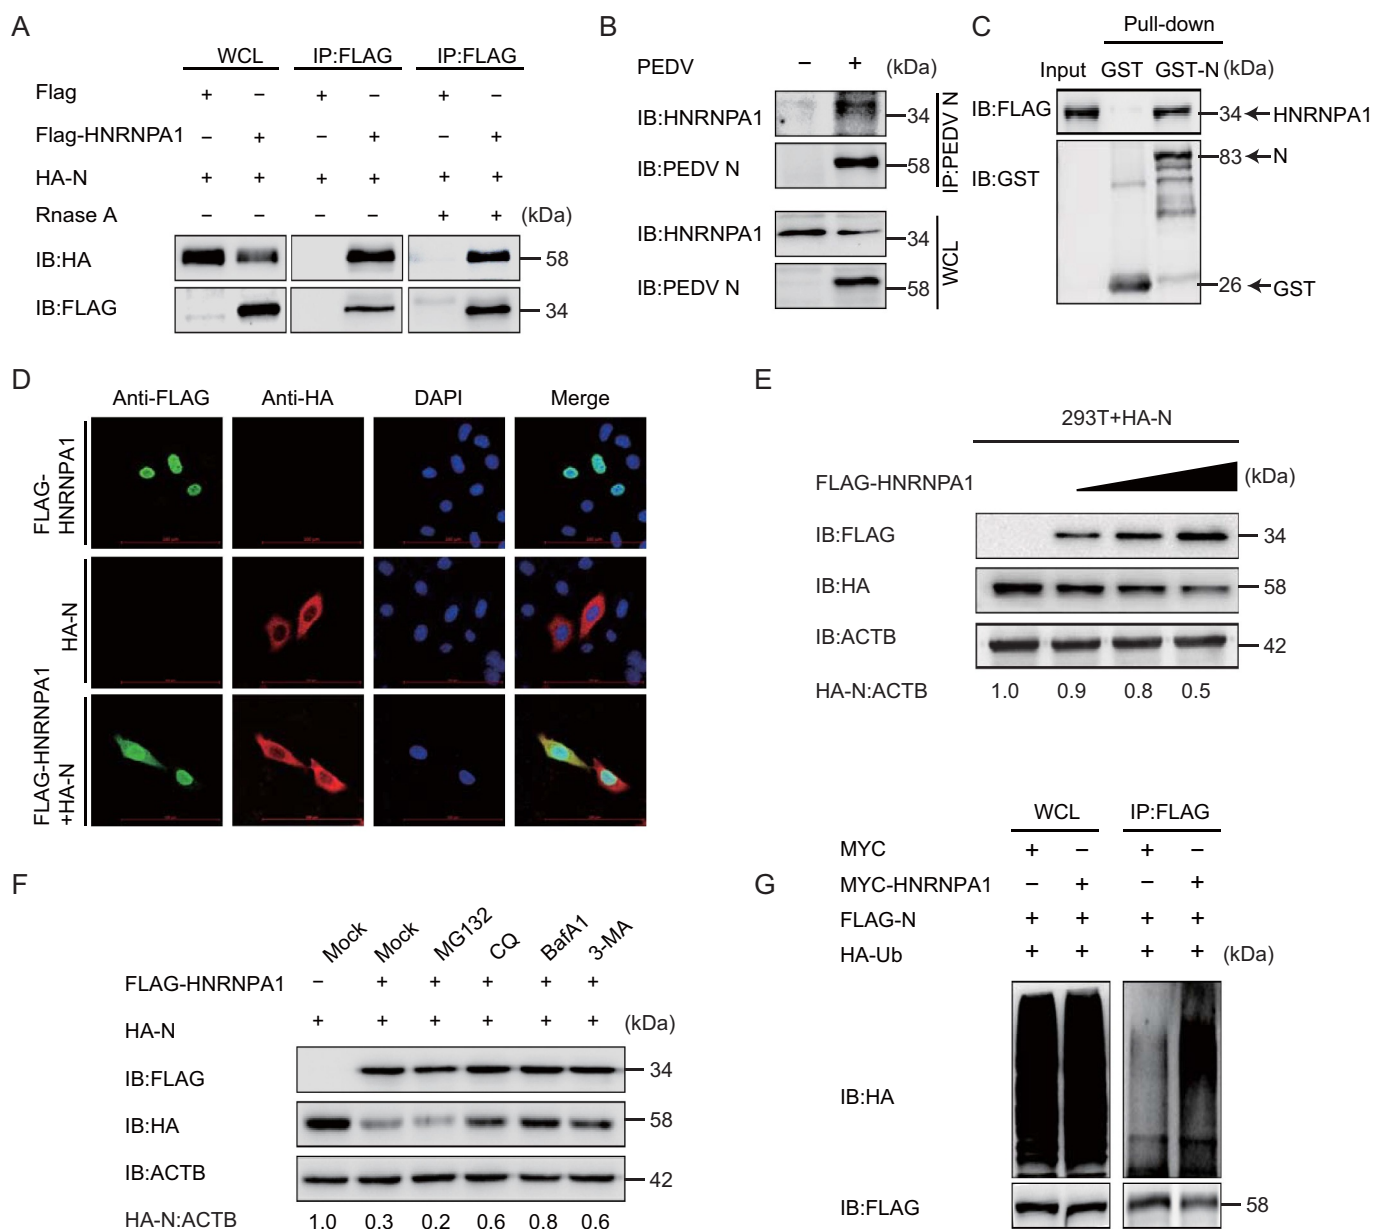 A
WCL IP:FLAG IP:FLAG
Flag + − + − + −
Flag-HNRNPA1 − + − + − +
HA-N + + + + + +
Rnase A − − − − + + (kDa)
IB:HA 58
IB:FLAG 34
B
PEDV − + (kDa)
IB:HNRNPA1 34
IB:PEDV N 58
IP:PEDV N
IB:HNRNPA1 34
IB:PEDV N 58
WCL
C
Pull-down
Input GST GST-N (kDa)
IB:FLAG 34 HNRNPA1
83 N
IB:GST
26 GST
D
Anti-FLAG Anti-HA DAPI Merge
FLAG-
HNRNPA1
HA-N
FLAG-HNRNPA1
+HA-N
E
293T+HA-N
FLAG-HNRNPA1 (kDa)
IB:FLAG 34
IB:HA 58
IB:ACTB 42
HA-N:ACTB 1.0 0.9 0.8 0.5
F
Mock Mock MG132 CQ BafA1 3-MA
FLAG-HNRNPA1 − + + + + +
HA-N + + + + + + (kDa)
IB:FLAG 34
IB:HA 58
IB:ACTB 42
HA-N:ACTB 1.0 0.3 0.2 0.6 0.8 0.6
G
WCL IP:FLAG
MYC + − + −
MYC-HNRNPA1 − + − +
FLAG-N + + + +
HA-Ub + + + + (kDa)
IB:HA
IB:FLAG 58